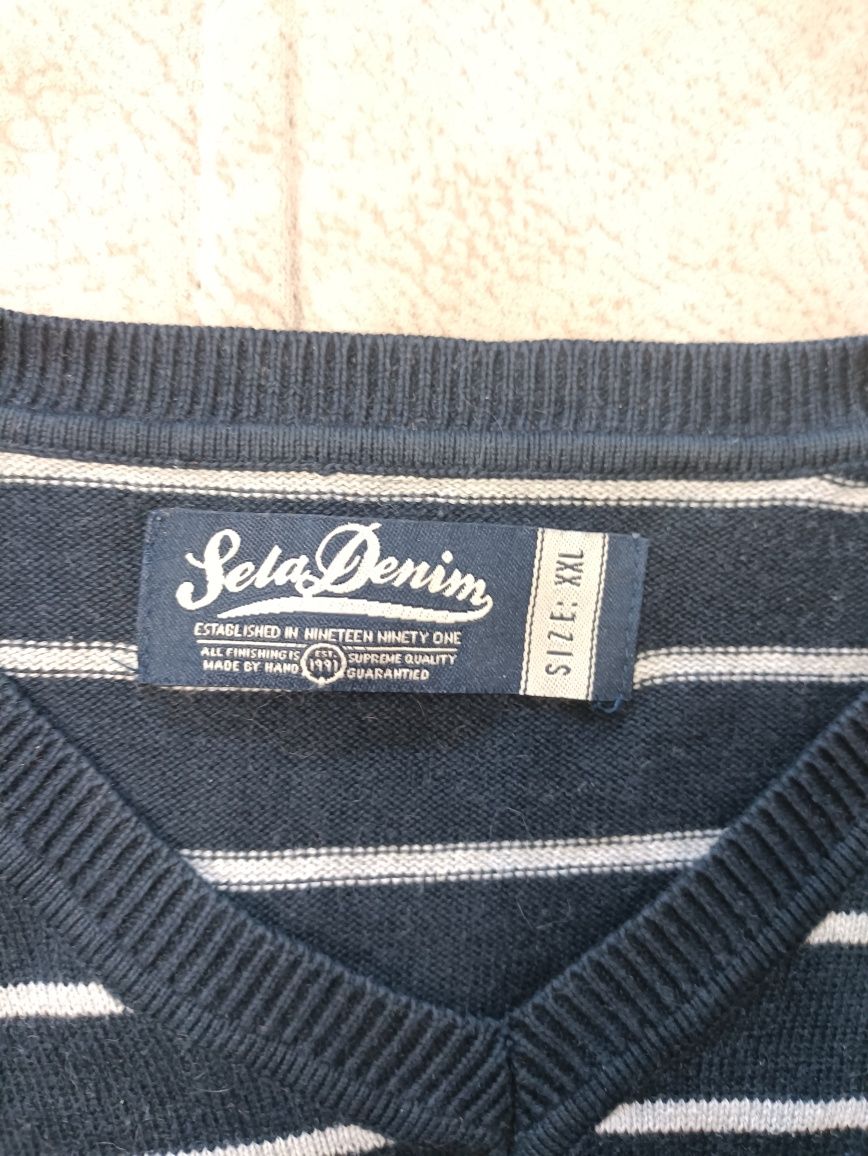 Sela Denim
ESTABLISHED IN NINETEEN NINETY ONE
ALL FINISHING IS
MADE BY HAND
EST.
1991
SUPREME QUALITY
GUARANTIED
SIZE: XXL